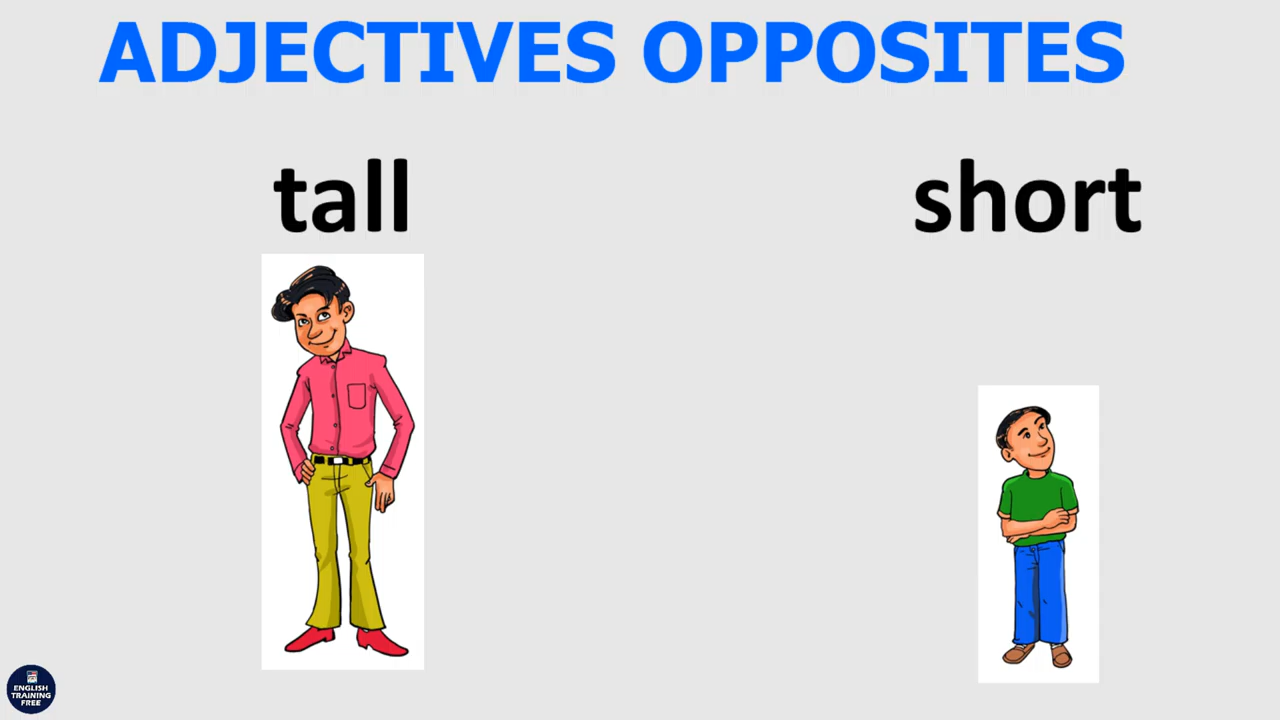 ADJECTIVES OPPOSITES
tall
short
ENGLISH
TRAINING
FREE